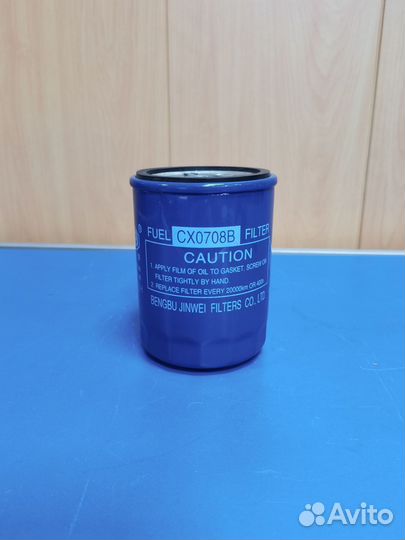 FUEL CX0708B FILTER
CAUTION
1. APPLY FILM OF OIL TO GASKET, SCREW ON
FILTER TIGHTLY BY HAND.
2. REPLACE FILTER EVERY 20000km OR 400h
BENGBU JINWEI FILTERS CO., LTD.
Avito